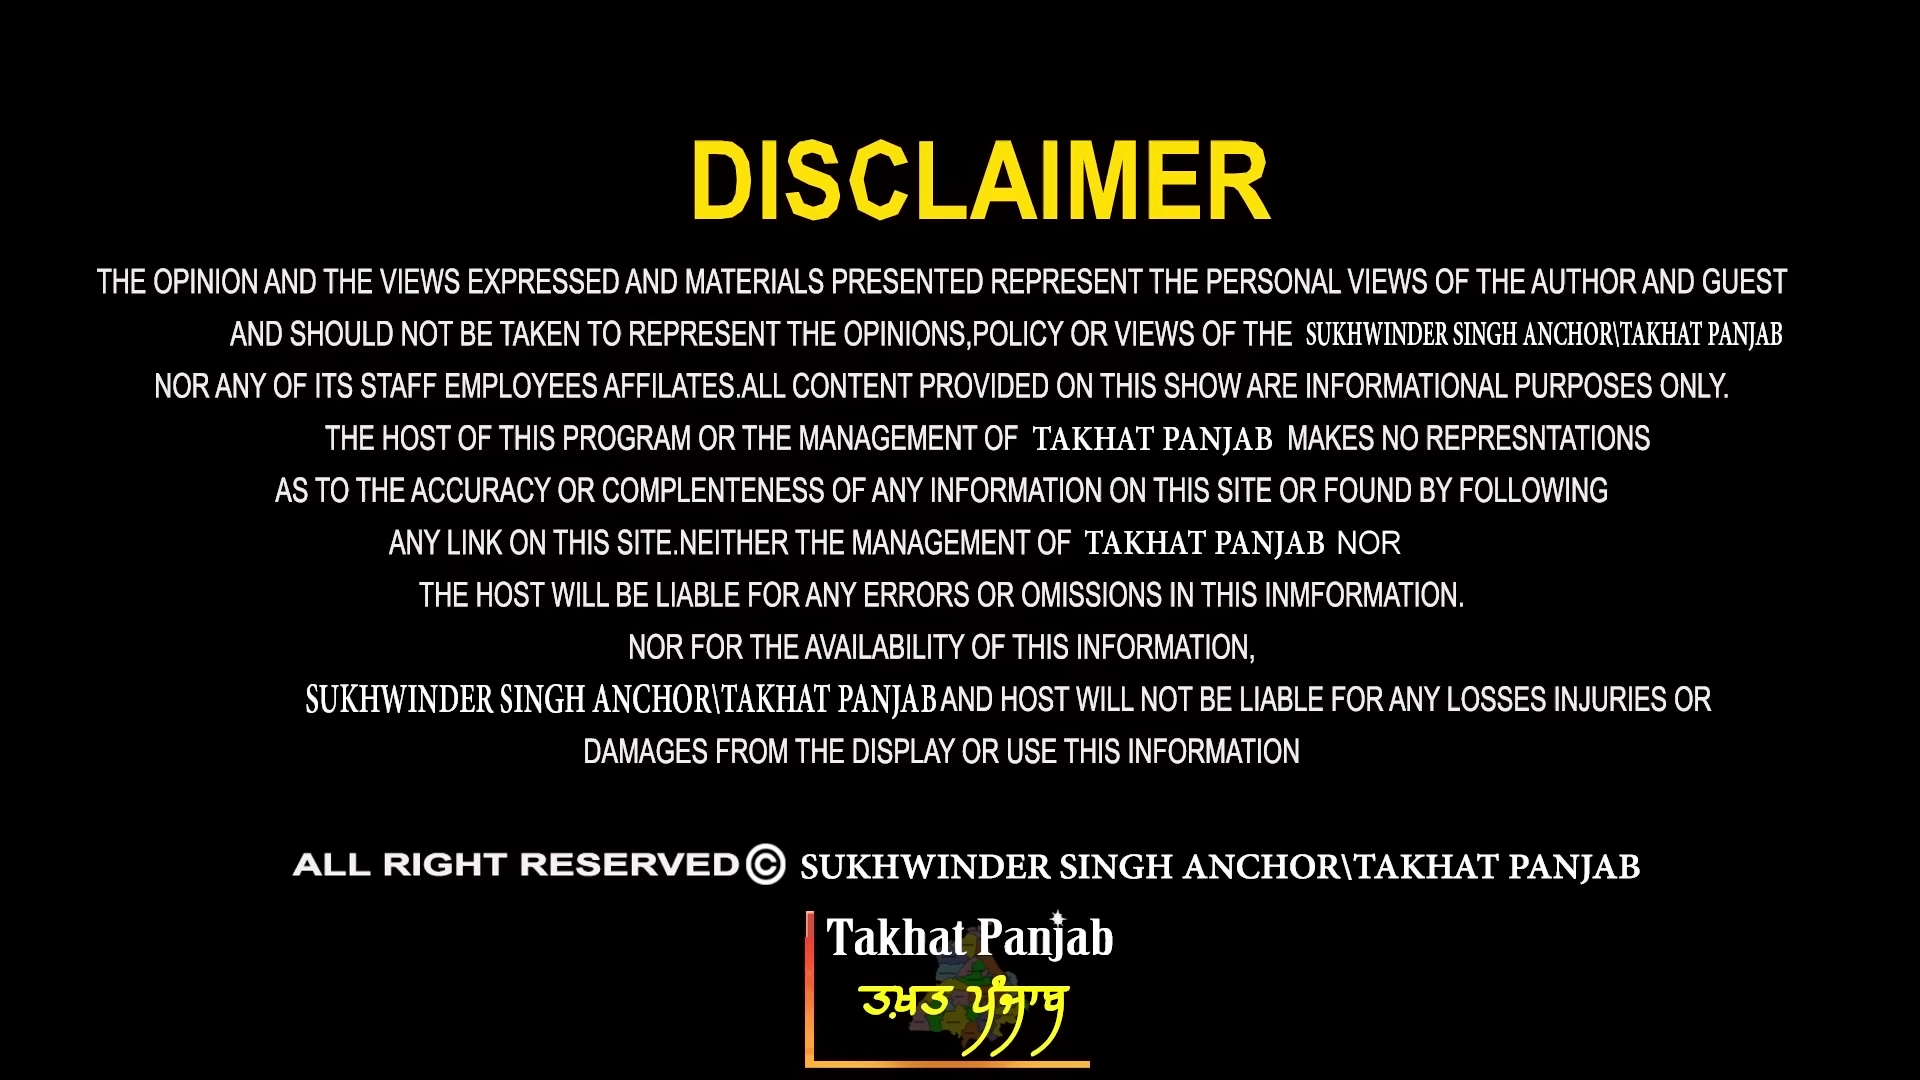 DISCLAIMER
THE OPINION AND THE VIEWS EXPRESSED AND MATERIALS PRESENTED REPRESENT THE PERSONAL VIEWS OF THE AUTHOR AND GUEST
AND SHOULD NOT BE TAKEN TO REPRESENT THE OPINIONS,POLICY OR VIEWS OF THE SUKHWINDER SINGH ANCHOR\TAKHAT PANJAB
NOR ANY OF ITS STAFF EMPLOYEES AFFILATES.ALL CONTENT PROVIDED ON THIS SHOW ARE INFORMATIONAL PURPOSES ONLY.
THE HOST OF THIS PROGRAM OR THE MANAGEMENT OF TAKHAT PANJAB MAKES NO REPRESNTATIONS
AS TO THE ACCURACY OR COMPLENTENESS OF ANY INFORMATION ON THIS SITE OR FOUND BY FOLLOWING
ANY LINK ON THIS SITE.NEITHER THE MANAGEMENT OF TAKHAT PANJAB NOR
THE HOST WILL BE LIABLE FOR ANY ERRORS OR OMISSIONS IN THIS INMFORMATION.
NOR FOR THE AVAILABILITY OF THIS INFORMATION,
SUKHWINDER SINGH ANCHOR\TAKHAT PANJAB AND HOST WILL NOT BE LIABLE FOR ANY LOSSES INJURIES OR
DAMAGES FROM THE DISPLAY OR USE THIS INFORMATION
ALL RIGHT RESERVED © SUKHWINDER SINGH ANCHOR\TAKHAT PANJAB
Takhat Panjab
ਤਖ਼ਤ ਪੰਜਾਬ